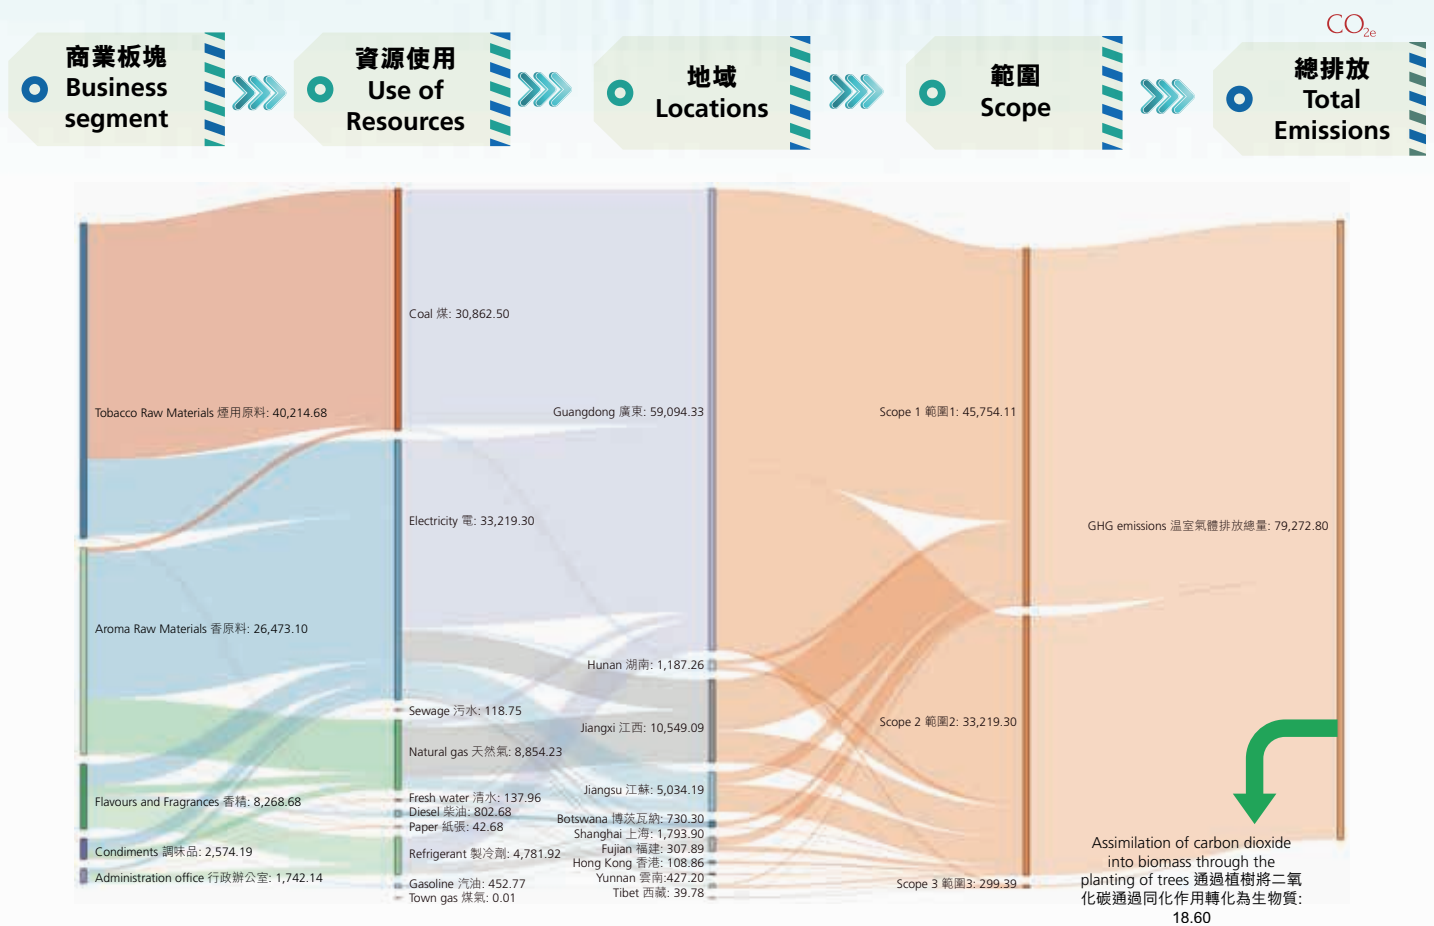 CO2e
商業板塊
Business
segment
資源使用
Use of
Resources
地域
Locations
範圍
Scope
總排放
Total
Emissions
Coal 煤: 30,862.50
Tobacco Raw Materials 煙用原料: 40,214.68
Guangdong 廣東: 59,094.33
Scope 1 範圍1: 45,754.11
Electricity 電: 33,219.30
GHG emissions 温室氣體排放總量: 79,272.80
Aroma Raw Materials 香原料: 26,473.10
Hunan 湖南: 1,187.26
Sewage 污水: 118.75
Jiangxi 江西: 10,549.09
Scope 2 範圍2: 33,219.30
Natural gas 天然氣: 8,854.23
Jiangsu 江蘇: 5,034.19
Flavours and Fragrances 香精: 8,268.68
Fresh water 清水: 137.96
Diesel 柴油: 802.68
Botswana 博茨瓦納: 730.30
Paper 紙張: 42.68
Shanghai 上海: 1,793.90
Fujian 福建: 307.89
Condiments 調味品: 2,574.19
Refrigerant 製冷劑: 4,781.92
Hong Kong 香港: 108.86
Administration office 行政辦公室: 1,742.14
Yunnan 雲南:427.20
Gasoline 汽油: 452.77
Scope 3 範圍3: 299.39
Tibet 西藏: 39.78
Town gas 煤氣: 0.01
Assimilation of carbon dioxide
into biomass through the
planting of trees 通過植樹將二氧
化碳通過同化作用轉化為生物質:
18.60